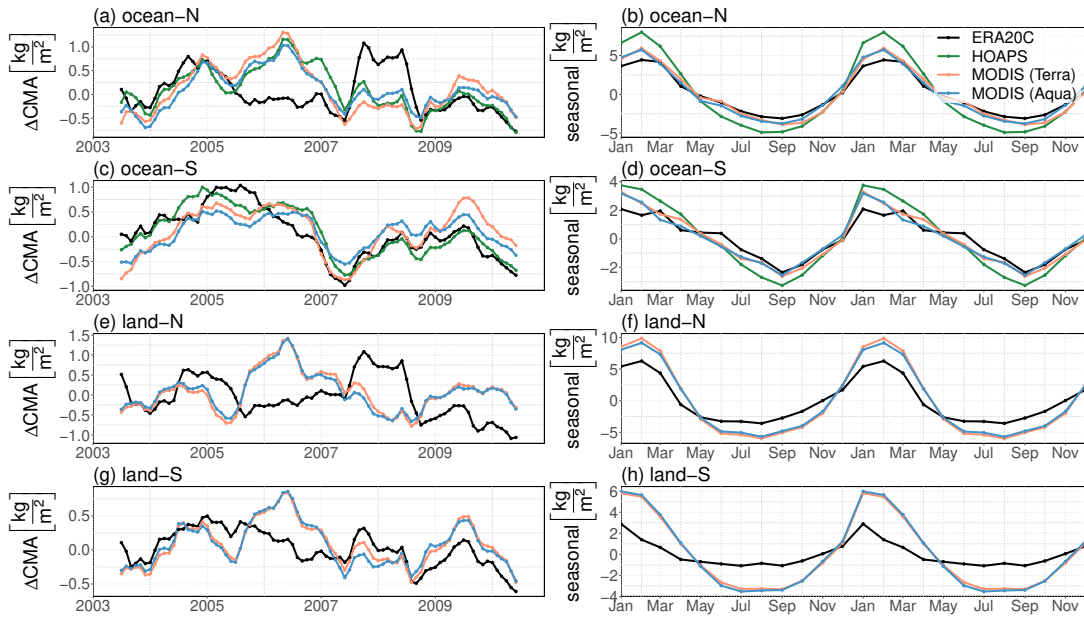 (a) ocean−N
ΔCMA [kg/m²]
1.0
0.5
0.0
−0.5
2003 2005 2007 2009
(b) ocean−N
seasonal [kg/m²]
5
0
−5
Jan Mar May Jul Sep Nov Jan Mar May Jul Sep Nov
ERA20C
HOAPS
MODIS (Terra)
MODIS (Aqua)
(c) ocean−S
ΔCMA [kg/m²]
1.0
0.5
0.0
−0.5
−1.0
2003 2005 2007 2009
(d) ocean−S
seasonal [kg/m²]
4
2
0
−2
Jan Mar May Jul Sep Nov Jan Mar May Jul Sep Nov
(e) land−N
ΔCMA [kg/m²]
1.5
1.0
0.5
0.0
−0.5
−1.0
2003 2005 2007 2009
(f) land−N
seasonal [kg/m²]
10
5
0
−5
Jan Mar May Jul Sep Nov Jan Mar May Jul Sep Nov
(g) land−S
ΔCMA [kg/m²]
0.5
0.0
−0.5
2003 2005 2007 2009
(h) land−S
seasonal [kg/m²]
6
4
2
0
−2
−4
Jan Mar May Jul Sep Nov Jan Mar May Jul Sep Nov